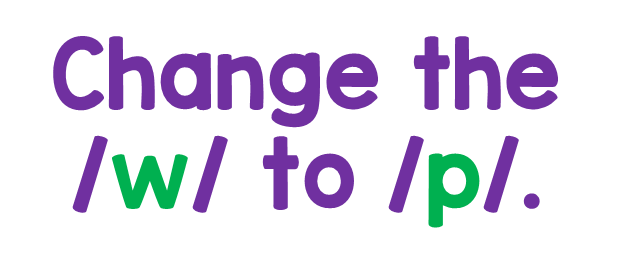 Change the
/w/ to /p/.